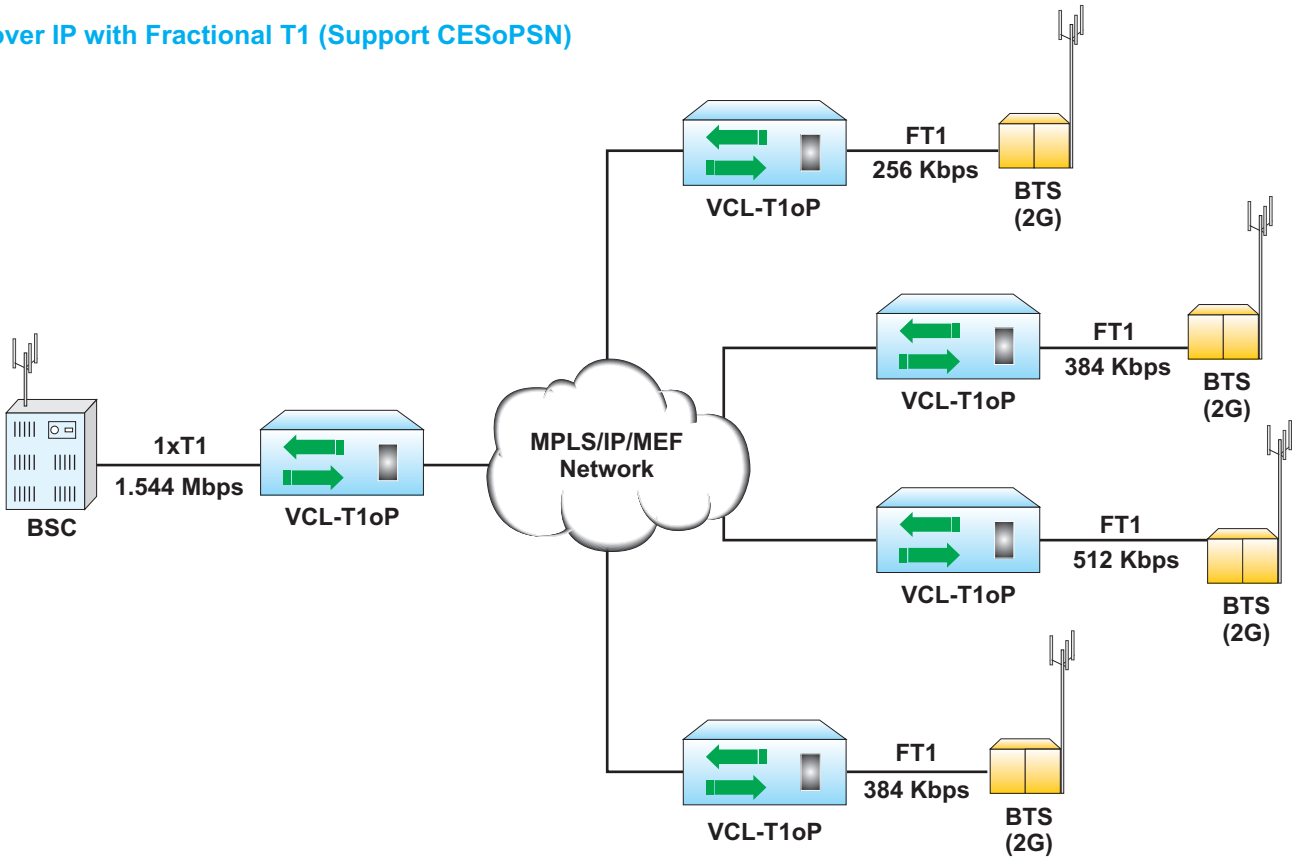 over IP with Fractional T1 (Support CESoPSN)
FT1
256 Kbps
VCL-T1oP
BTS
(2G)
FT1
384 Kbps
VCL-T1oP
BTS
(2G)
1xT1
1.544 Mbps
BSC
VCL-T1oP
MPLS/IP/MEF
Network
FT1
512 Kbps
VCL-T1oP
BTS
(2G)
FT1
384 Kbps
VCL-T1oP
BTS
(2G)